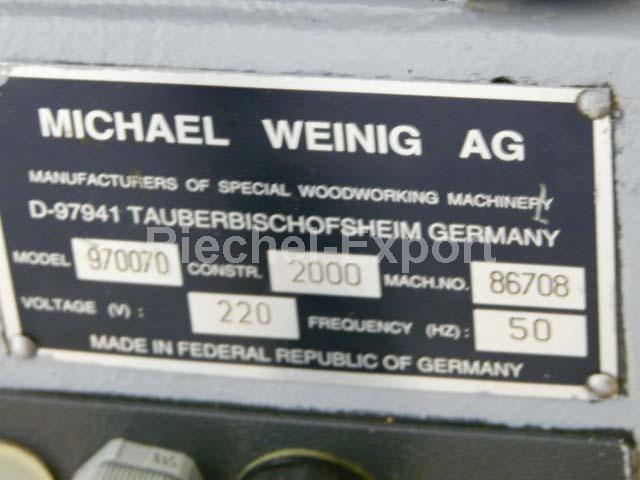 MICHAEL WEINIG AG
MANUFACTURERS OF SPECIAL WOODWORKING MACHINERY
D-97941 TAUBERBISCHOFSHEIM GERMANY
Biechel-Export
MODEL 970070 CONSTR. 2000 MACH.NO. 86708
VOLTAGE (V) : 220 FREQUENCY (HZ) : 50
MADE IN FEDERAL REPUBLIC OF GERMANY